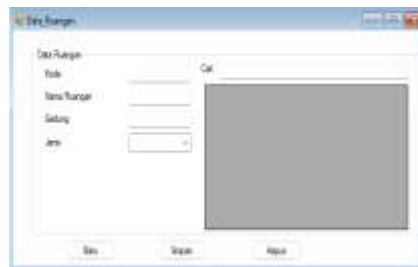 Data_Ruangan
Data Ruangan
Kode
Cari
Nama Ruangan
Gedung
Jenis
Baru
Simpan
Hapus